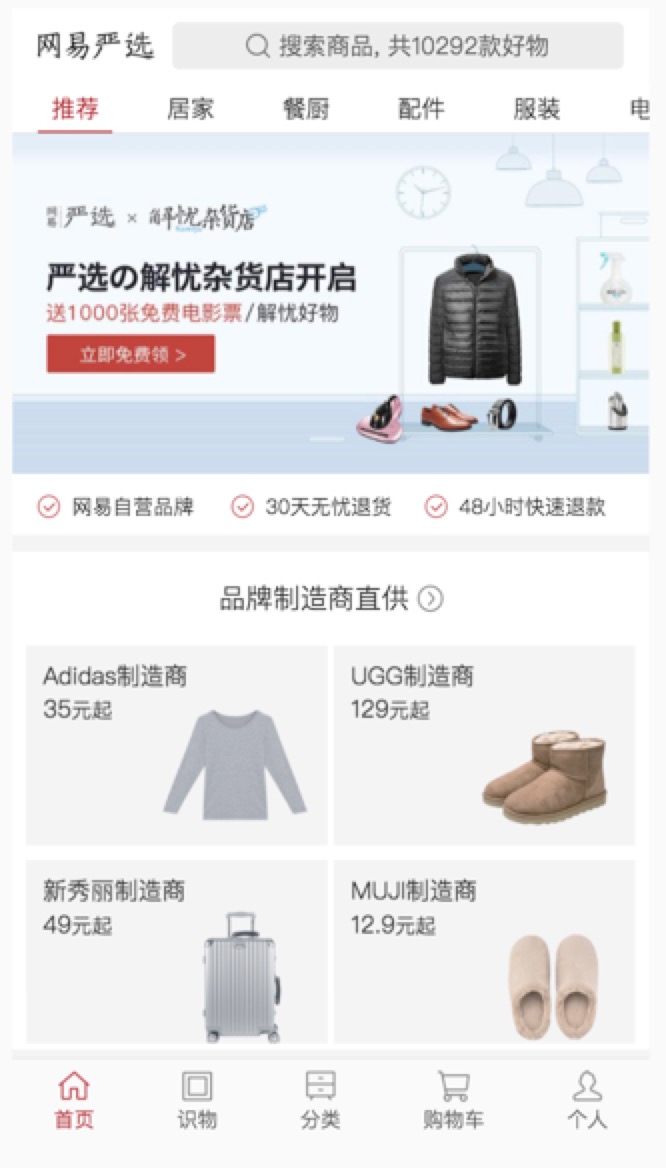 网易严选
搜索商品, 共10292款好物
推荐 居家 餐厨 配件 服装 电
网易 严选 × 解忧杂货店
严选の解忧杂货店开启
送1000张免费电影票/解忧好物
立即免费领 >
网易自营品牌 30天无忧退货 48小时快速退款
品牌制造商直供
Adidas制造商
35元起
UGG制造商
129元起
新秀丽制造商
49元起
MUJI制造商
12.9元起
首页 识物 分类 购物车 个人